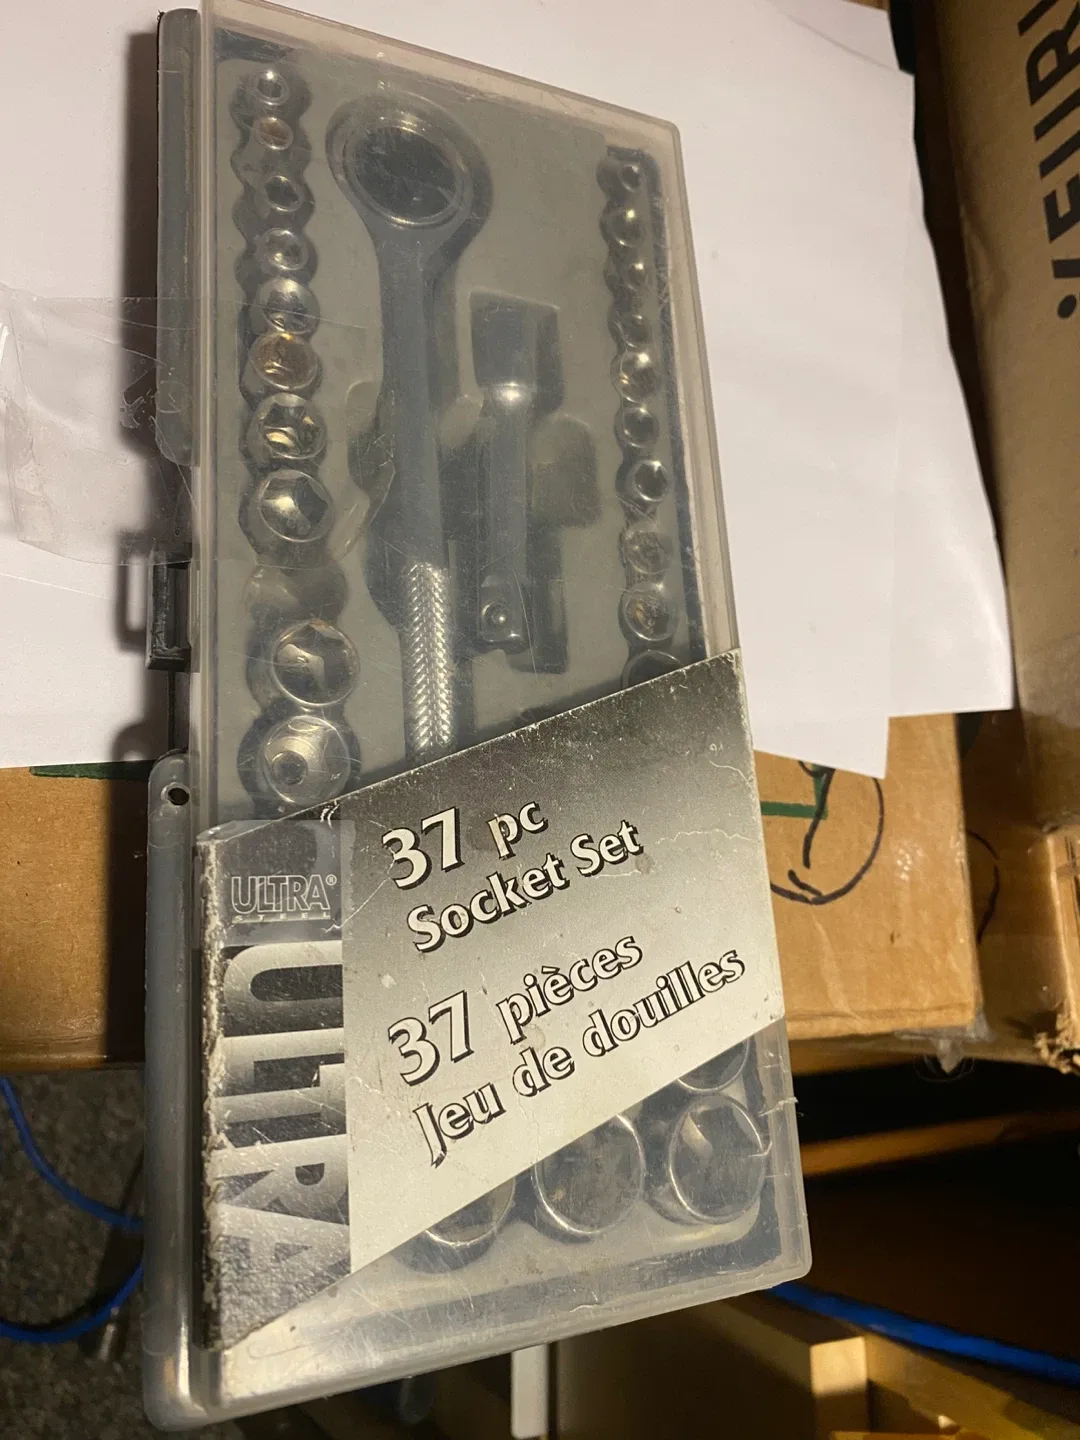 37 pc
Socket Set
37 pièces
Jeu de douilles
ULTRA®
STEEL
ULTRA